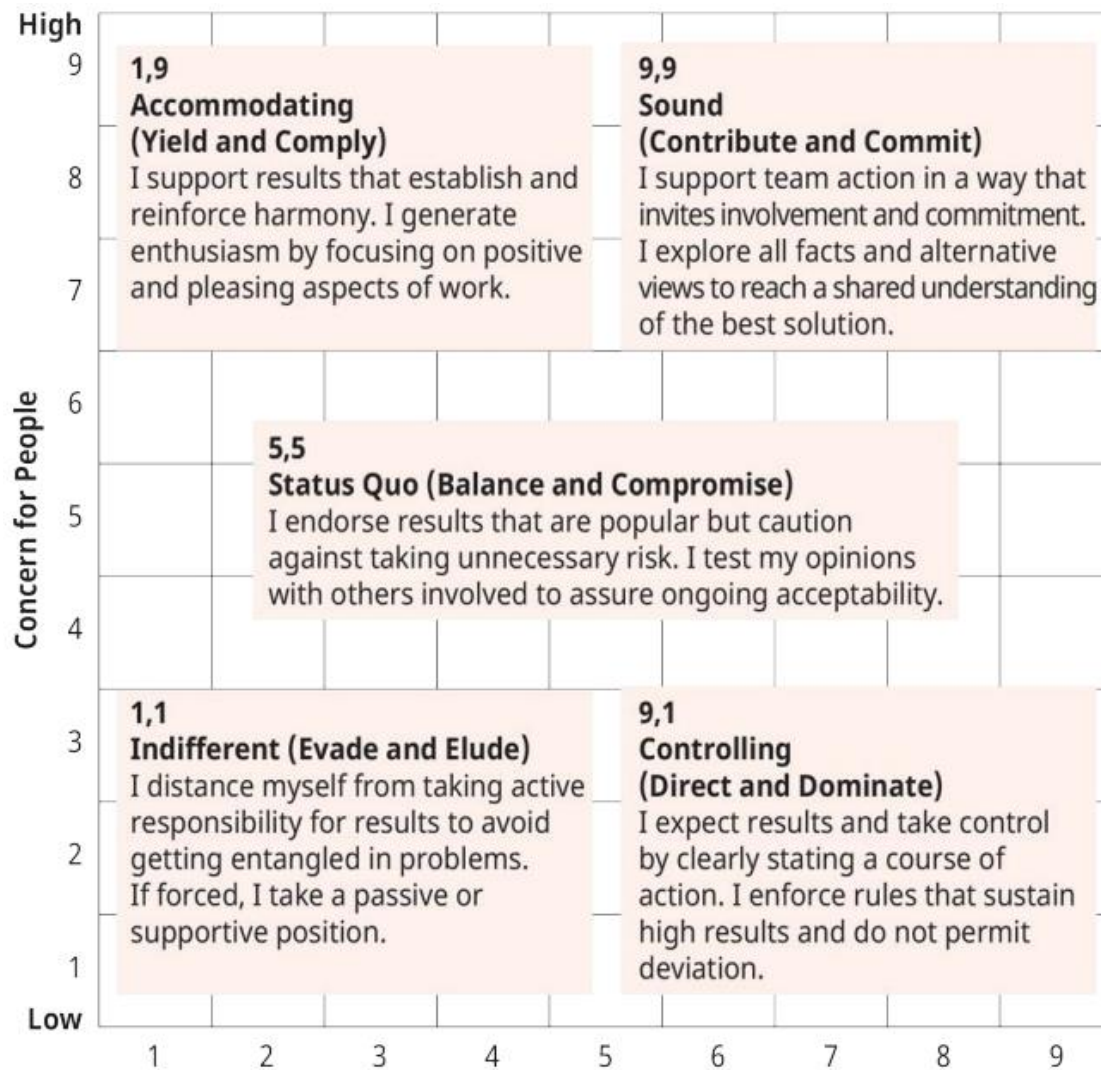 High
9
8
7
6
5
4
3
2
1
Low
Concern for People
1,9
Accommodating
(Yield and Comply)
I support results that establish and
reinforce harmony. I generate
enthusiasm by focusing on positive
and pleasing aspects of work.
9,9
Sound
(Contribute and Commit)
I support team action in a way that
invites involvement and commitment.
I explore all facts and alternative
views to reach a shared understanding
of the best solution.
5,5
Status Quo (Balance and Compromise)
I endorse results that are popular but caution
against taking unnecessary risk. I test my opinions
with others involved to assure ongoing acceptability.
1,1
Indifferent (Evade and Elude)
I distance myself from taking active
responsibility for results to avoid
getting entangled in problems.
If forced, I take a passive or
supportive position.
9,1
Controlling
(Direct and Dominate)
I expect results and take control
by clearly stating a course of
action. I enforce rules that sustain
high results and do not permit
deviation.
1 2 3 4 5 6 7 8 9